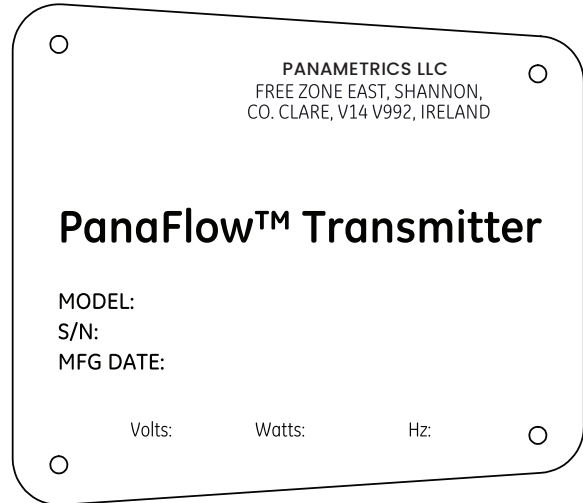 PANAMETRICS LLC
FREE ZONE EAST, SHANNON,
CO. CLARE, V14 V992, IRELAND
PanaFlow™ Transmitter
MODEL:
S/N:
MFG DATE:
Volts: Watts: Hz: